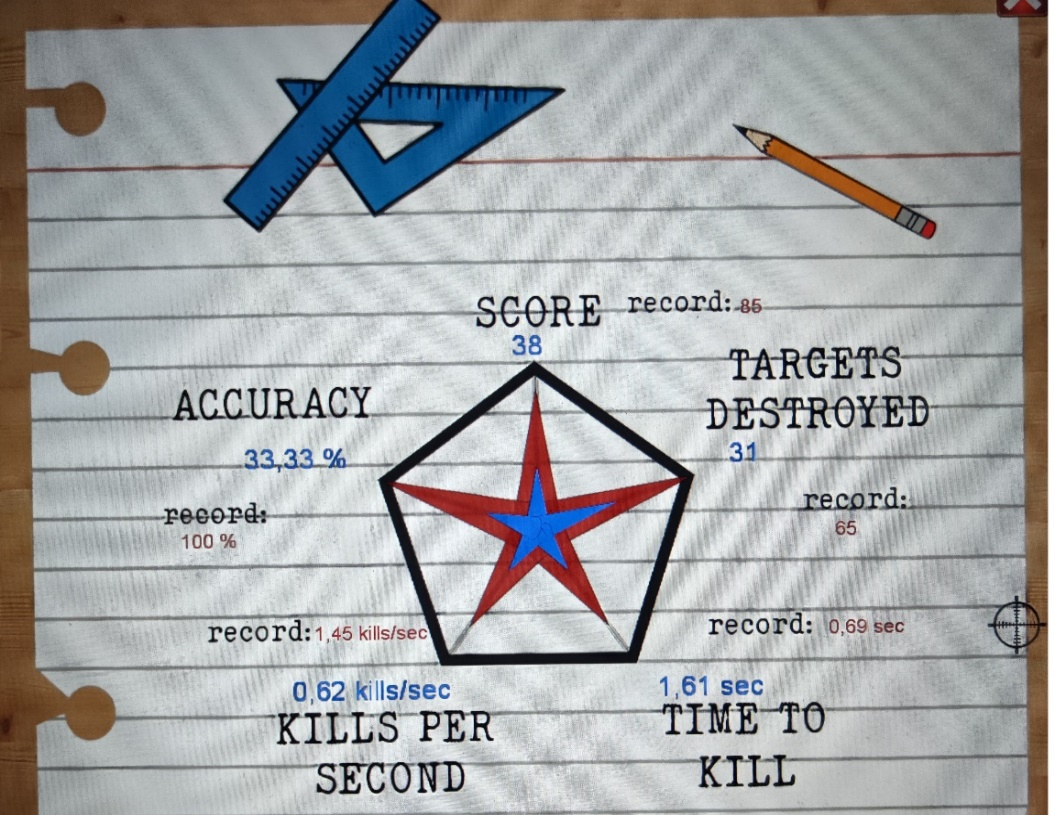 SCORE record: 85
38
TARGETS
DESTROYED
31
record:
65
ACCURACY
33,33 %
record:
100 %
record: 1,45 kills/sec
0,62 kills/sec
KILLS PER
SECOND
record: 0,69 sec
1,61 sec
TIME TO
KILL